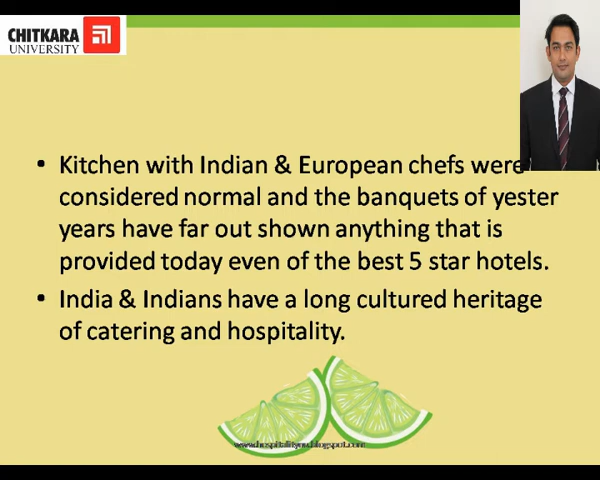 CHITKARA
UNIVERSITY
• Kitchen with Indian & European chefs were
considered normal and the banquets of yester
years have far out shown anything that is
provided today even of the best 5 star hotels.
• India & Indians have a long cultured heritage
of catering and hospitality.